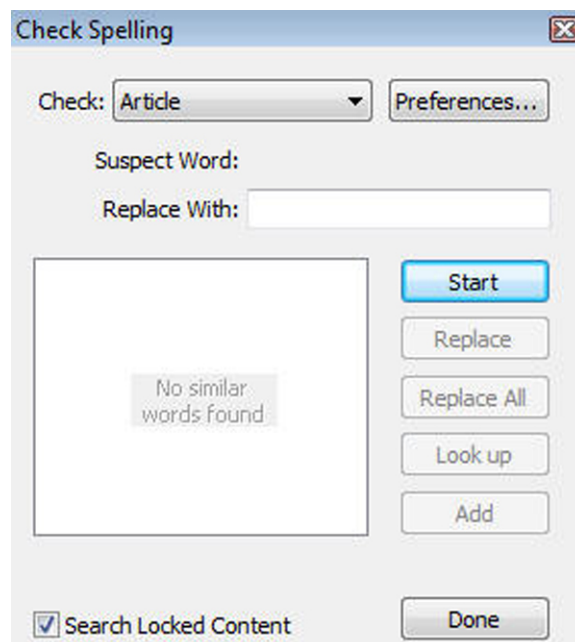 Check Spelling
Check: Article Preferences...
Suspect Word:
Replace With:
Start
No similar
words found
Replace
Replace All
Look up
Add
Search Locked Content Done